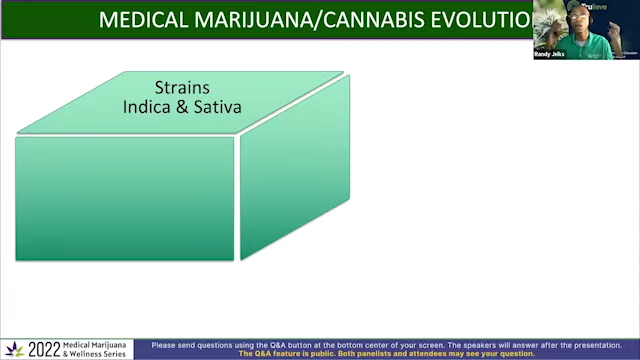 MEDICAL MARIJUANA/CANNABIS EVOLUTION
Trulieve
Randy Jelks
Strains
Indica & Sativa
2022 Medical Marijuana
& Wellness Series
Please send questions using the Q&A button at the bottom center of your screen. The speakers will answer after the presentation.
The Q&A feature is public. Both panelists and attendees may see your question.